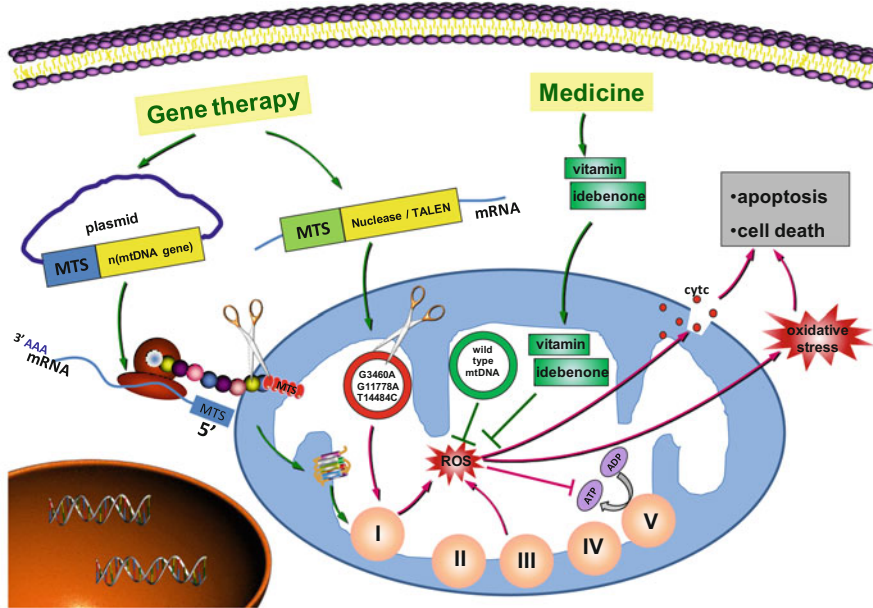 Gene therapy
Medicine
vitamin
idebenone
plasmid
MTS
n(mtDNA gene)
MTS
Nuclease / TALEN
mRNA
•apoptosis
•cell death
cytc
oxidative
stress
3' AAA
mRNA
MTS
MTS
5'
G3460A
G11778A
T14484C
wild
type
mtDNA
vitamin
idebenone
ROS
ADP
ATP
I
II
III
IV
V